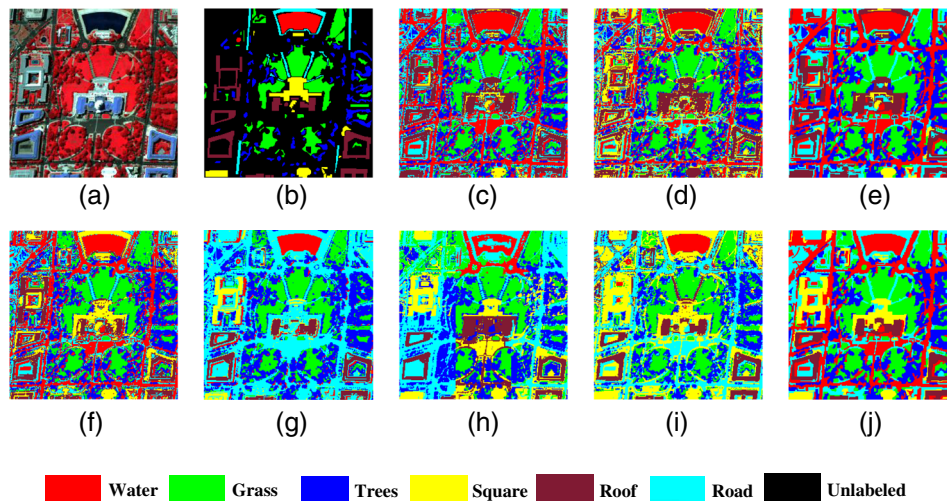 (a) (b) (c) (d) (e)
(f) (g) (h) (i) (j)
Water Grass Trees Square Roof Road Unlabeled